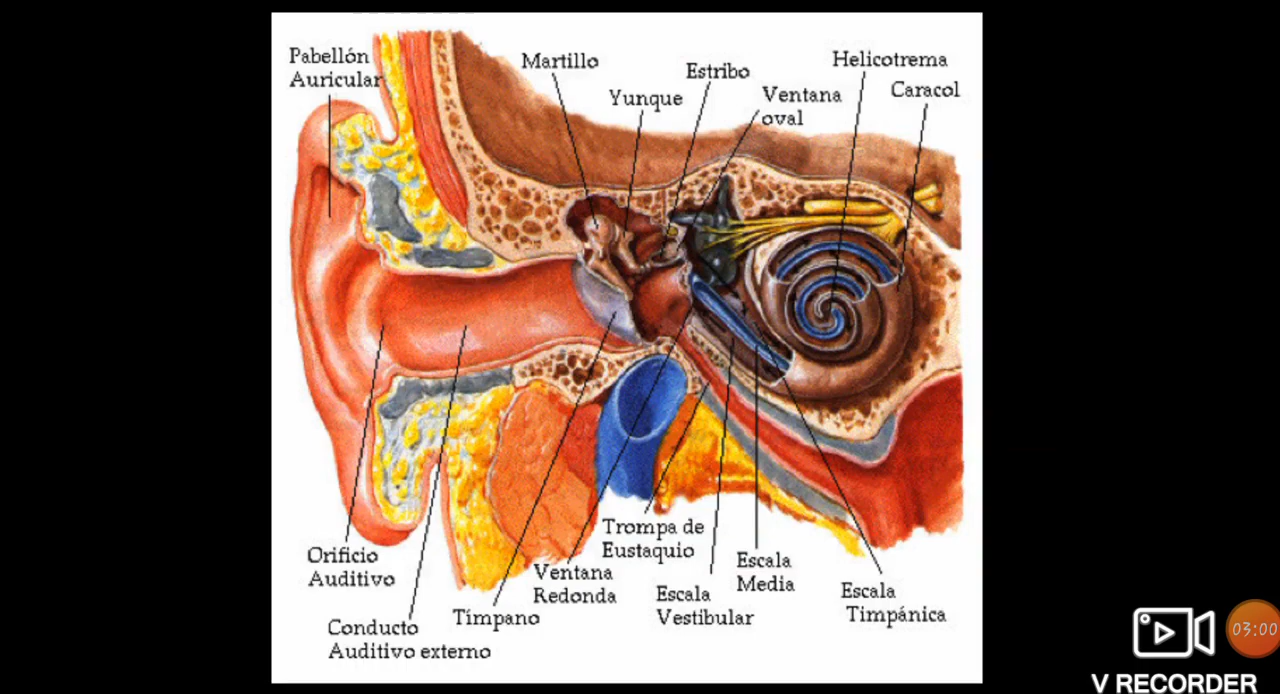 Pabellón
Auricular
Martillo
Yunque
Estribo
Ventana
oval
Helicotrema
Caracol
Orificio
Auditivo
Conducto
Auditivo externo
Tímpano
Ventana
Redonda
Trompa de
Eustaquio
Escala
Vestibular
Escala
Media
Escala
Timpánica
03:00
V RECORDER